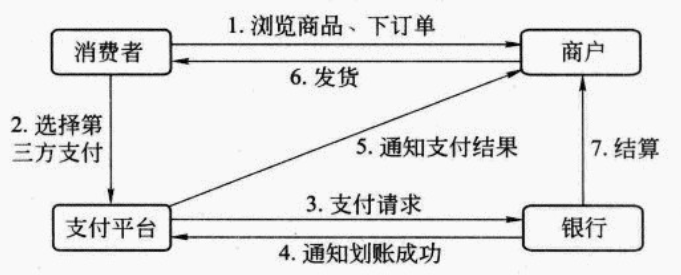 1. 浏览商品、下订单
消费者
商户
6. 发货
2. 选择第
三方支付
5. 通知支付结果
7. 结算
3. 支付请求
支付平台
银行
4. 通知划账成功